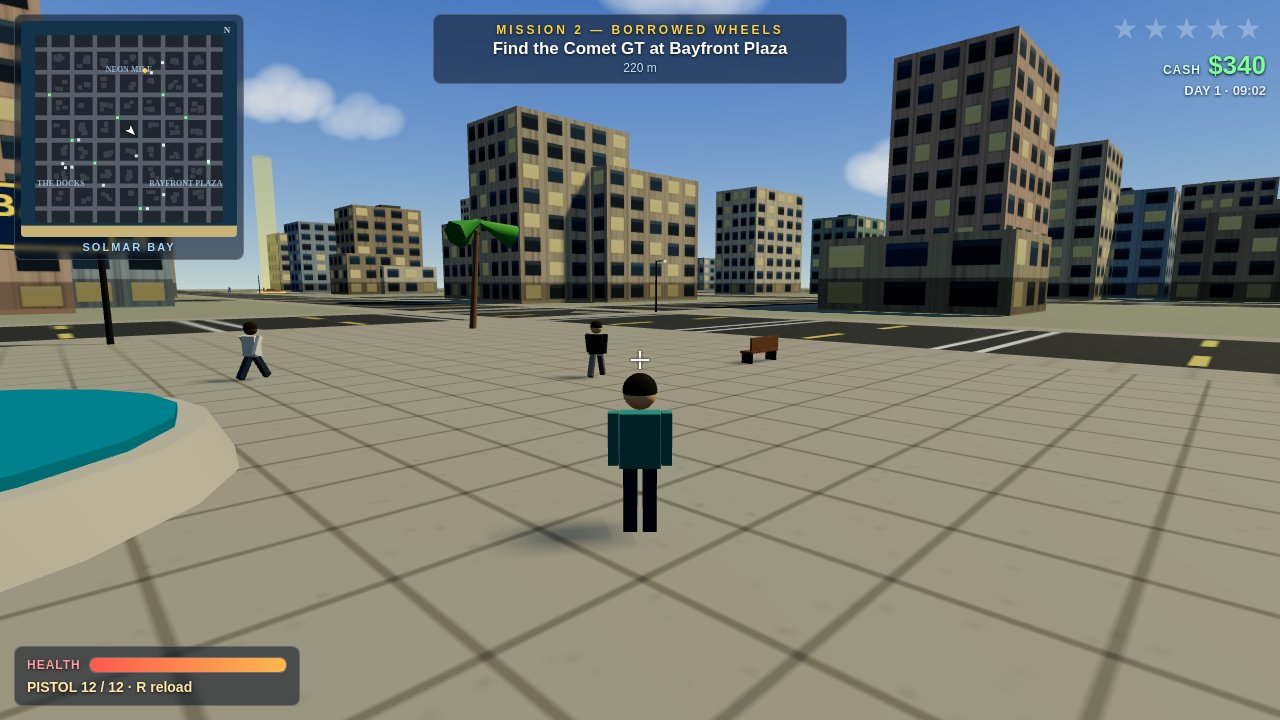 N
NEON MILE
THE DOCKS
BAYFRONT PLAZA
SOLMAR BAY
MISSION 2 — BORROWED WHEELS
Find the Comet GT at Bayfront Plaza
220 m
CASH $340
DAY 1 · 09:02
HEALTH
PISTOL 12 / 12 · R reload